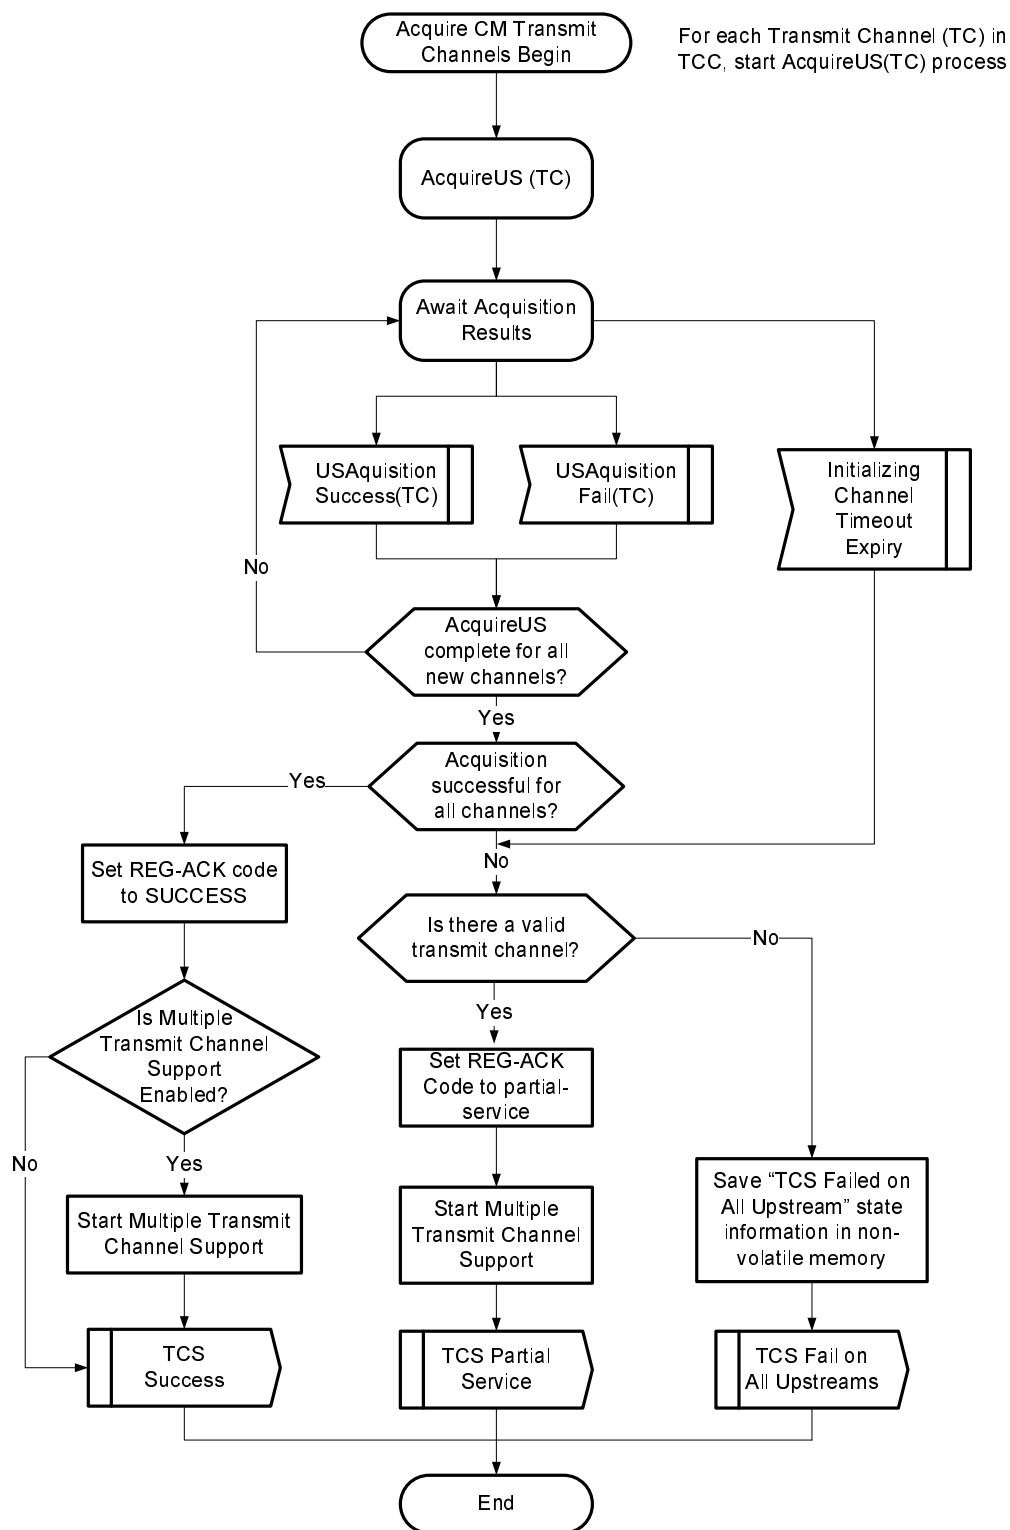 Acquire CM Transmit
Channels Begin
For each Transmit Channel (TC) in
TCC, start AcquireUS(TC) process
AcquireUS (TC)
Await Acquisition
Results
USAquisition
Success(TC)
USAquisition
Fail(TC)
Initializing
Channel
Timeout
Expiry
No
AcquireUS
complete for all
new channels?
Yes
Acquisition
successful for
all channels?
Yes
No
Set REG-ACK code
to SUCCESS
Is there a valid
transmit channel?
No
Yes
Is Multiple
Transmit Channel
Support
Enabled?
Set REG-ACK
Code to partial-
service
No
Yes
Start Multiple Transmit
Channel Support
Start Multiple
Transmit Channel
Support
Save “TCS Failed on
All Upstream” state
information in non-
volatile memory
TCS
Success
TCS Partial
Service
TCS Fail on
All Upstreams
End